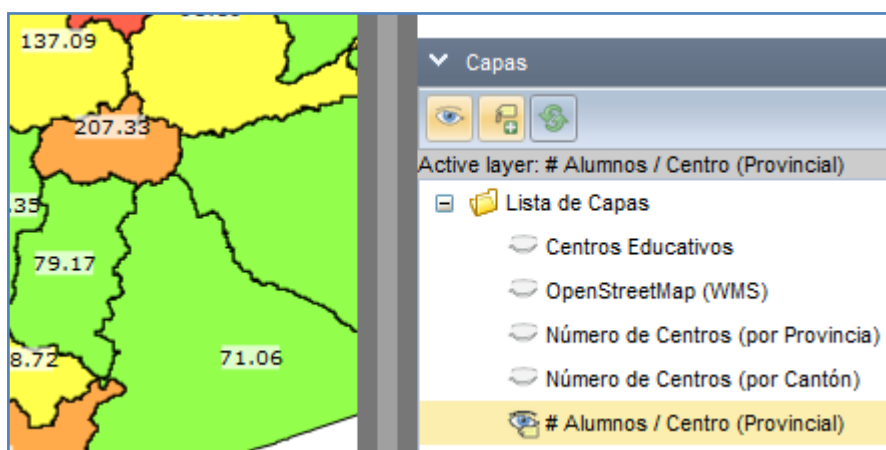 137.09
207.33
.35
79.17
8.72
71.06
Capas
Active layer: # Alumnos / Centro (Provincial)
Lista de Capas
Centros Educativos
OpenStreetMap (WMS)
Número de Centros (por Provincia)
Número de Centros (por Cantón)
# Alumnos / Centro (Provincial)